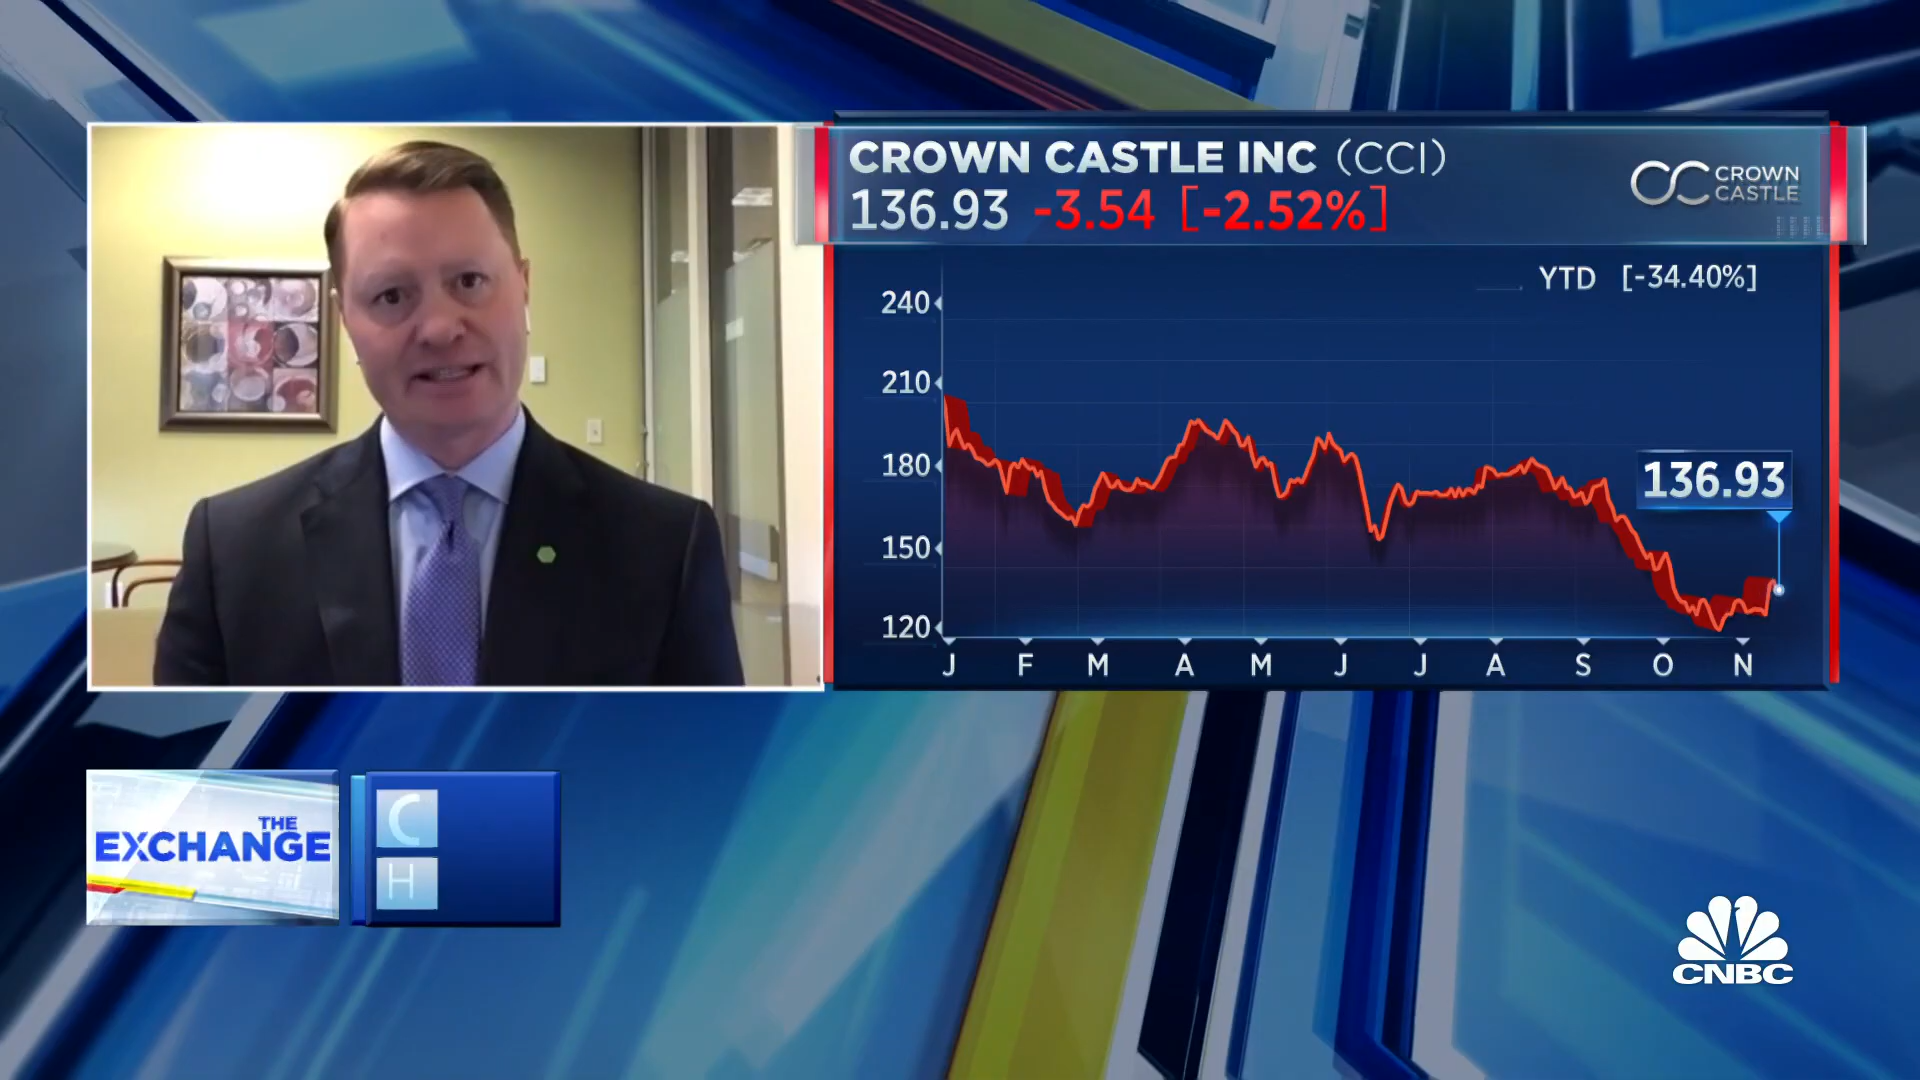 CROWN CASTLE INC (CCI)
136.93 -3.54 [-2.52%]
CROWN
CASTLE
YTD [-34.40%]
240
210
180
150
120
136.93
J F M A M J J A S O N
THE
EXCHANGE
C
H
CNBC